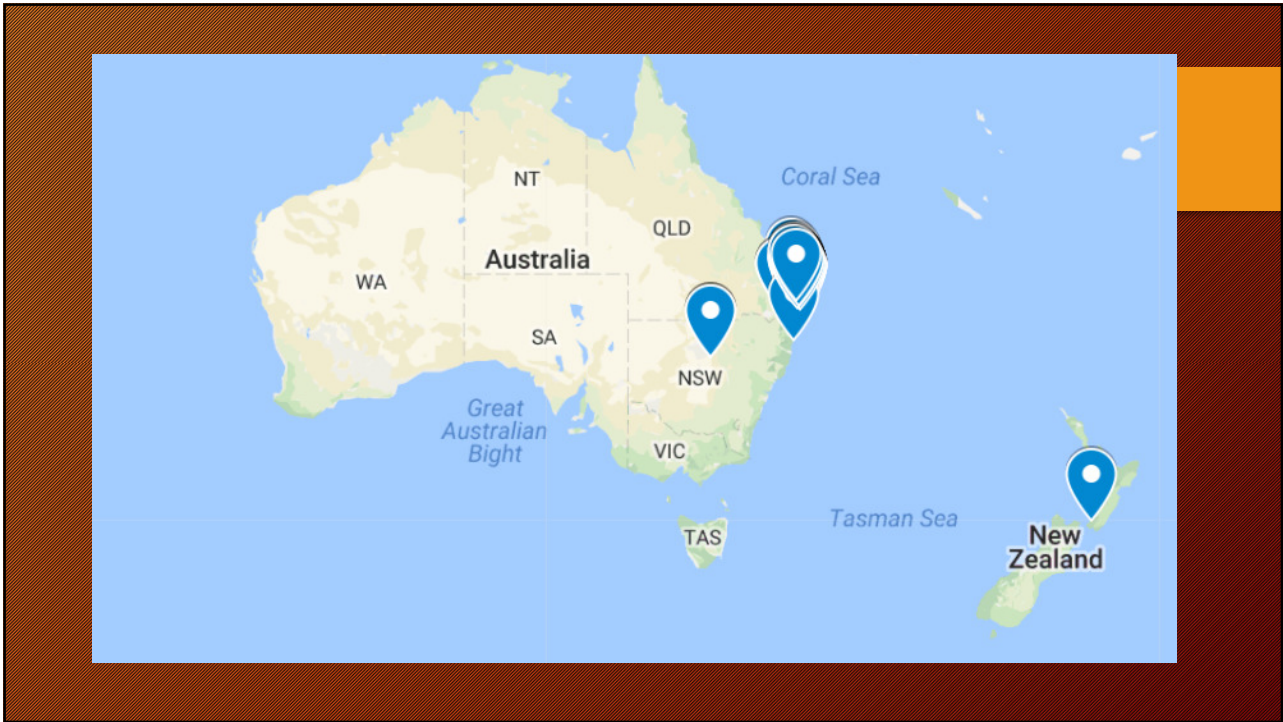 Coral Sea
NT
QLD
Australia
WA
SA
NSW
Great
Australian
Bight
VIC
Tasman Sea
TAS
New
Zealand